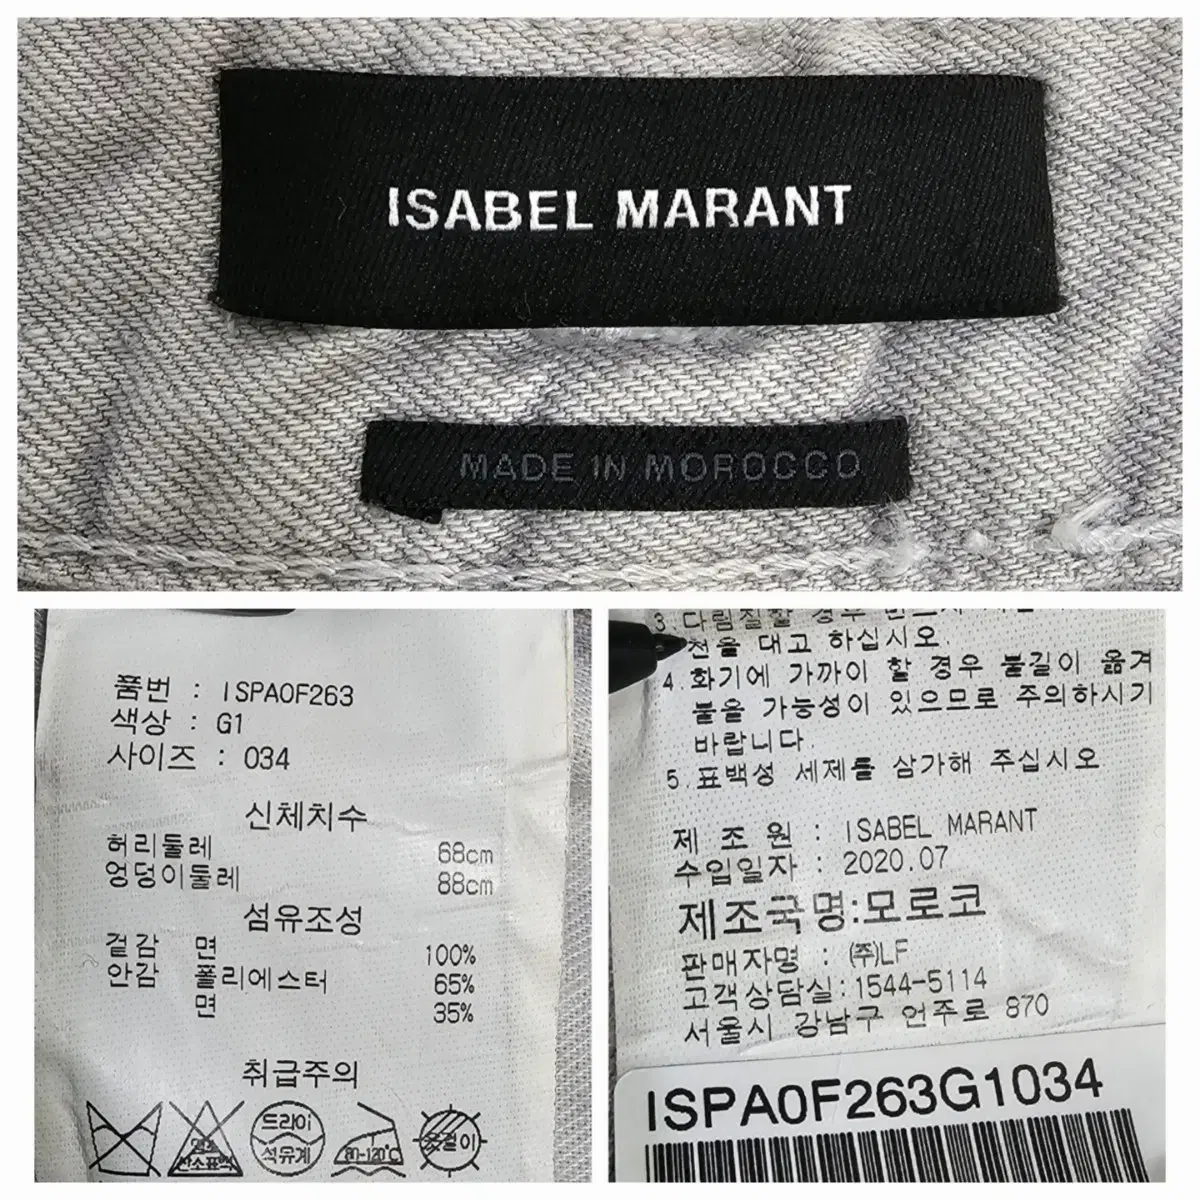 ISABEL MARANT
MADE IN MOROCCO
품번 : ISPA0F263
색상 : G1
사이즈 : 034
신체치수
허리둘레 68cm
엉덩이둘레 88cm
섬유조성
겉감 면 100%
안감 폴리에스터 65%
면 35%
취급주의
드라이
석유계
80-120℃
옷걸이
3.다림질할 경우
천을 대고 하십시오.
4.화기에 가까이 할 경우 불길이 옮겨
붙을 가능성이 있으므로 주의하시기
바랍니다.
5.표백성 세제를 삼가해 주십시오
제 조 원 : ISABEL MARANT
수입일자 : 2020.07
제조국명:모로코
판매자명 : ㈜LF
고객상담실:1544-5114
서울시 강남구 언주로 870
ISPA0F263G1034